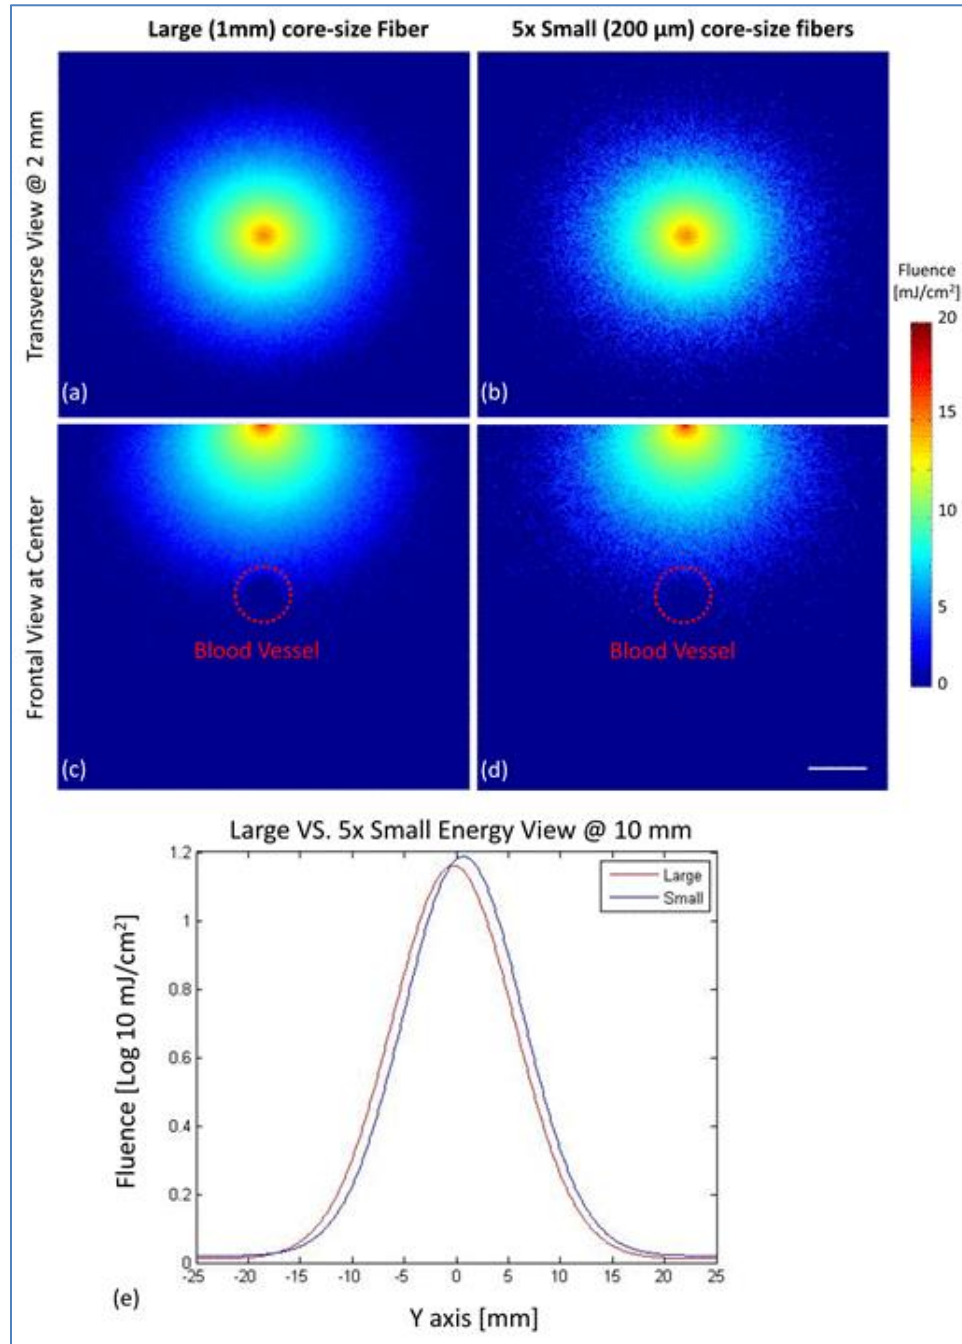 Large (1mm) core-size Fiber
5x Small (200 µm) core-size fibers
Transverse View @ 2 mm
(a)
(b)
Fluence
[mJ/cm²]
20
15
10
5
0
Frontal View at Center
Blood Vessel
Blood Vessel
(c)
(d)
Large VS. 5x Small Energy View @ 10 mm
Fluence [Log 10 mJ/cm²]
1.2
1
0.8
0.6
0.4
0.2
0
Large
Small
-25 -20 -15 -10 -5 0 5 10 15 20 25
(e)
Y axis [mm]